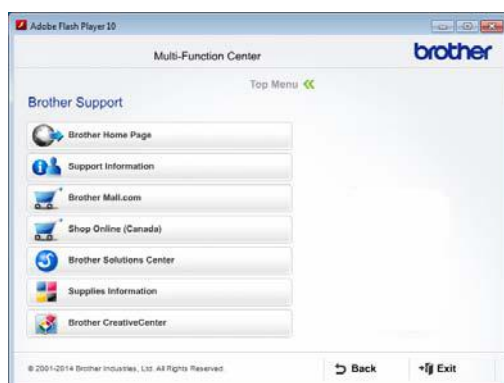 Adobe Flash Player 10
Multi-Function Center
brother
Top Menu
Brother Support
Brother Home Page
Support Information
Brother Mall.com
Shop Online (Canada)
Brother Solutions Center
Supplies Information
Brother CreativeCenter
© 2001-2014 Brother Industries, Ltd. All Rights Reserved.
Back
Exit